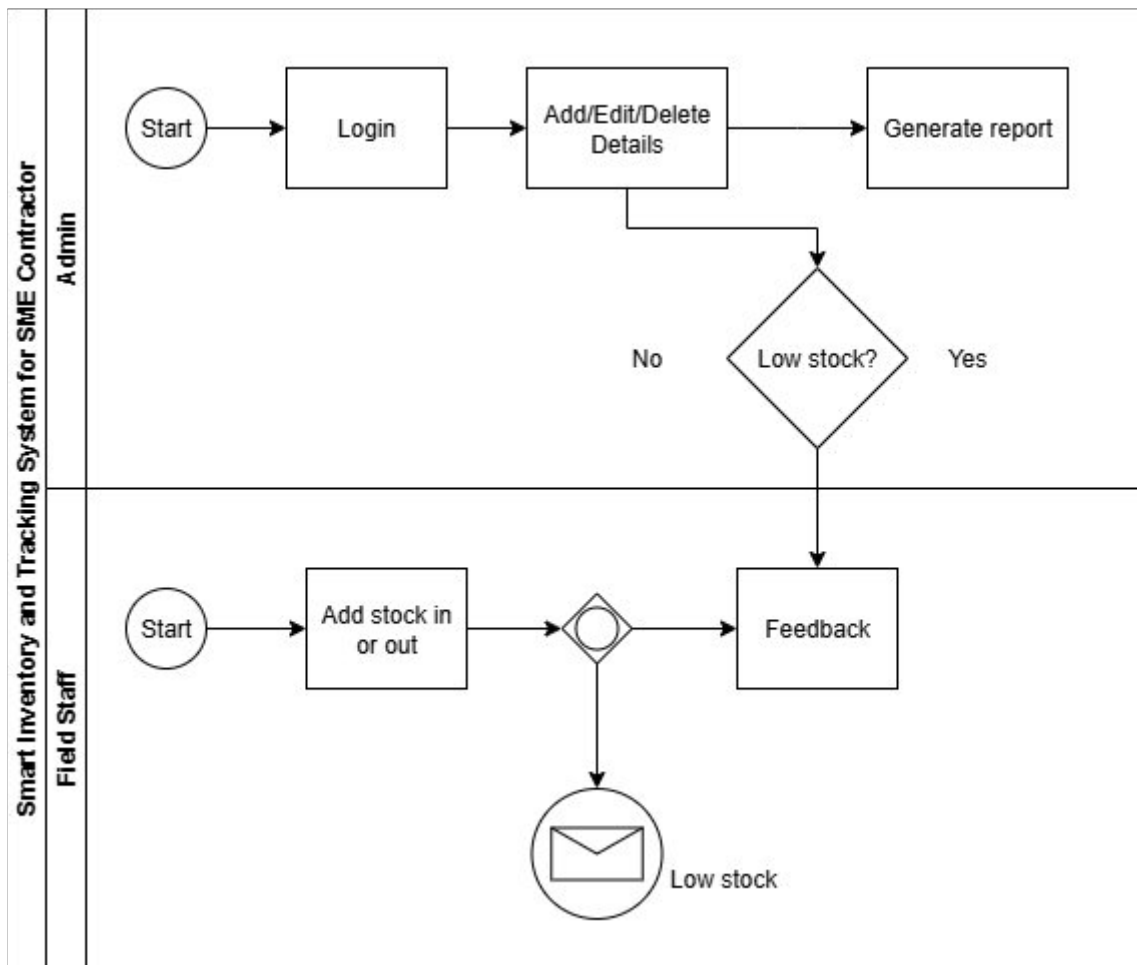 Smart Inventory and Tracking System for SME Contractor
Admin
Start
Login
Add/Edit/Delete
Details
Generate report
No
Low stock?
Yes
Field Staff
Start
Add stock in
or out
Feedback
Low stock